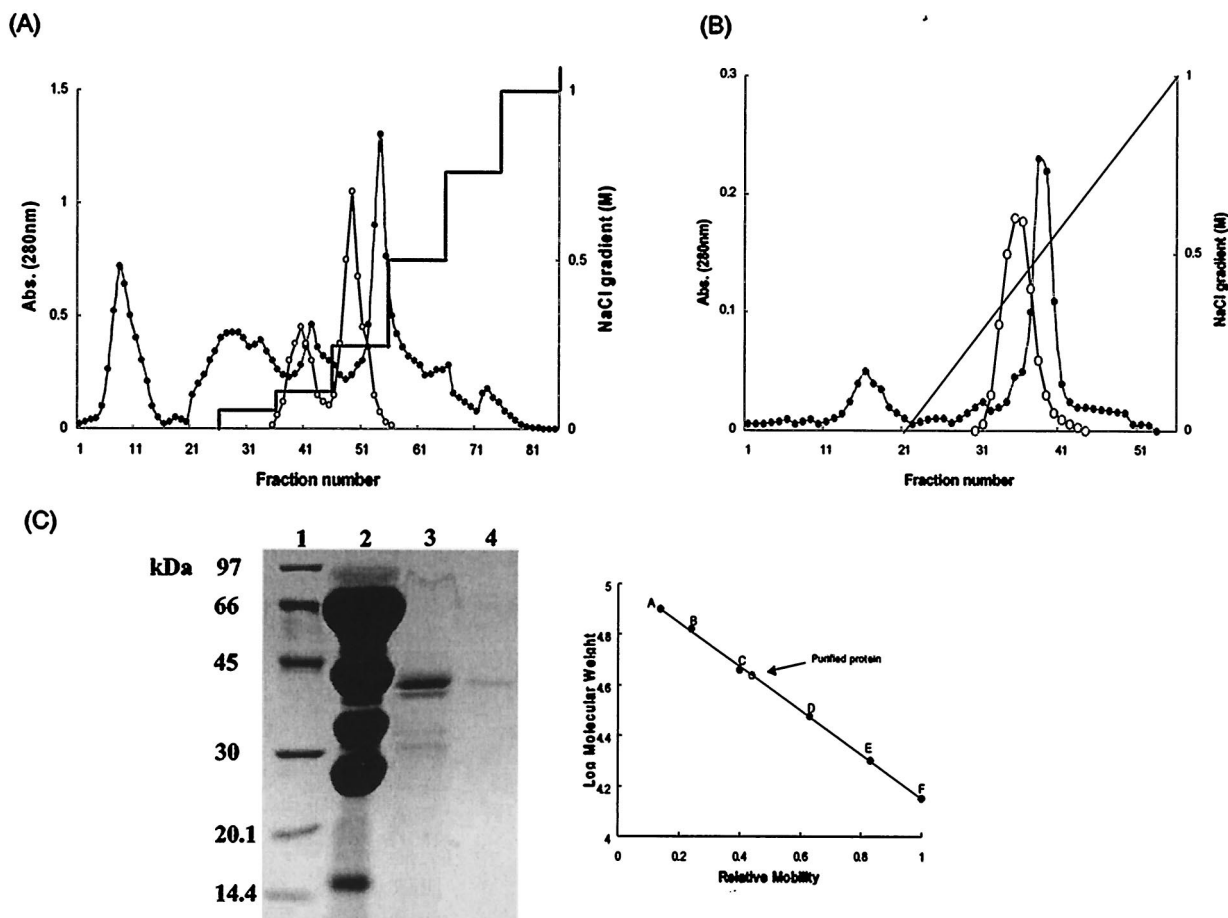 (A)
1.5
1
0.5
0
Abs. (280nm)
1
0.5
0
NaCl gradient (M)
1 11 21 31 41 51 61 71 81
Fraction number
(B)
0.3
0.2
0.1
0
Abs. (280nm)
1
0.5
0
NaCl gradient (M)
1 11 21 31 41 51
Fraction number
(C)
1 2 3 4
kDa 97
66
45
30
20.1
14.4
5
4.8
4.6
4.4
4.2
4
Log Molecular Weight
A
B
C
Purified protein
D
E
F
0 0.2 0.4 0.6 0.8 1
Relative Mobility